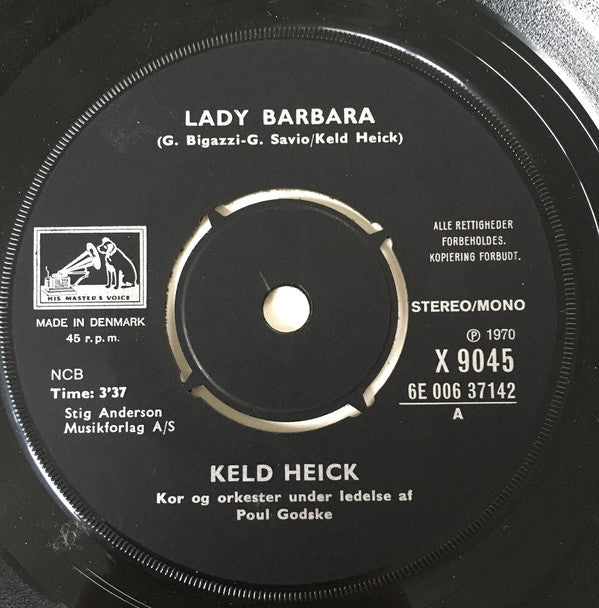 LADY BARBARA
(G. Bigazzi-G. Savio/Keld Heick)
HIS MASTER'S VOICE
MADE IN DENMARK
45 r.p.m.
NCB
Time: 3'37
Stig Anderson
Musikforlag A/S
ALLE RETTIGHEDER
FORBEHOLDES.
KOPIERING FORBUDT.
STEREO/MONO
℗ 1970
X 9045
6E 006 37142
A
KELD HEICK
Kor og orkester under ledelse af
Poul Godske